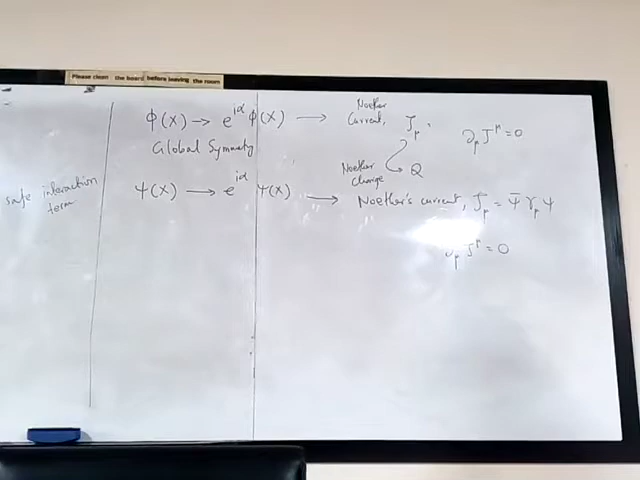 Please clean the board before leaving the room
safe interaction
term
ϕ(x) → e^{iα} ϕ(x) → Noether Current, J_μ, ∂_μ J^μ = 0
Global Symmetry
Noether Charge Q
ψ(x) → e^{iα} ψ(x) → Noether's current, J_μ = ψ̄ γ_μ ψ
∂_μ J^μ = 0